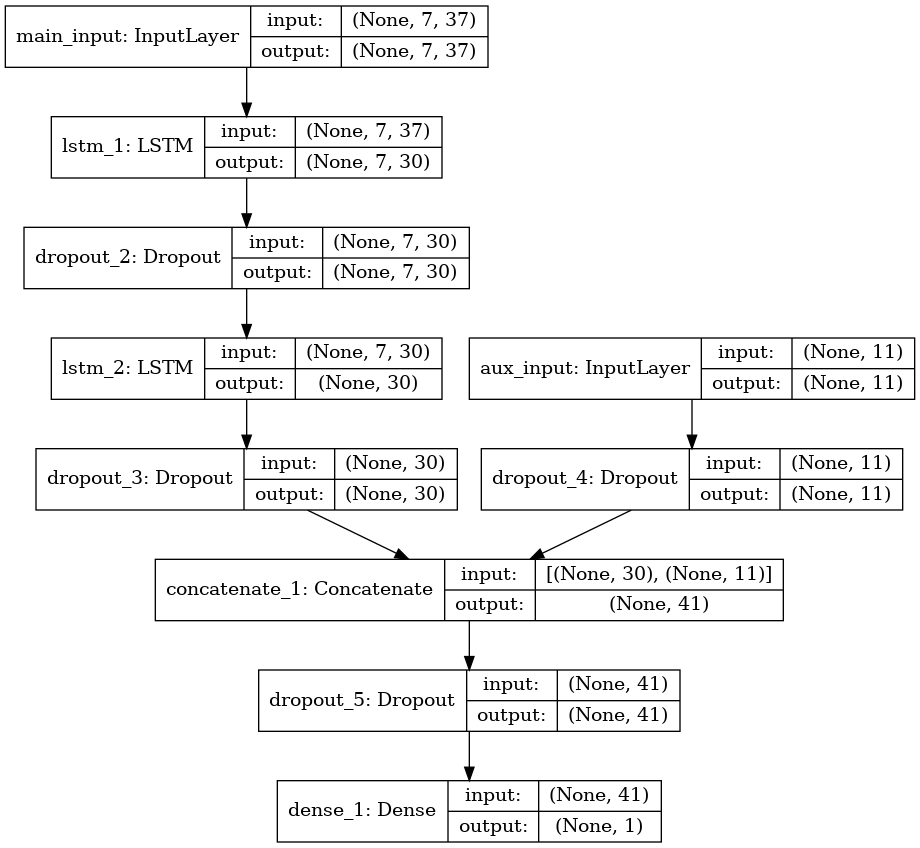 main_input: InputLayer
input: (None, 7, 37)
output: (None, 7, 37)
lstm_1: LSTM
input: (None, 7, 37)
output: (None, 7, 30)
dropout_2: Dropout
input: (None, 7, 30)
output: (None, 7, 30)
lstm_2: LSTM
input: (None, 7, 30)
output: (None, 30)
aux_input: InputLayer
input: (None, 11)
output: (None, 11)
dropout_3: Dropout
input: (None, 30)
output: (None, 30)
dropout_4: Dropout
input: (None, 11)
output: (None, 11)
concatenate_1: Concatenate
input: [(None, 30), (None, 11)]
output: (None, 41)
dropout_5: Dropout
input: (None, 41)
output: (None, 41)
dense_1: Dense
input: (None, 41)
output: (None, 1)